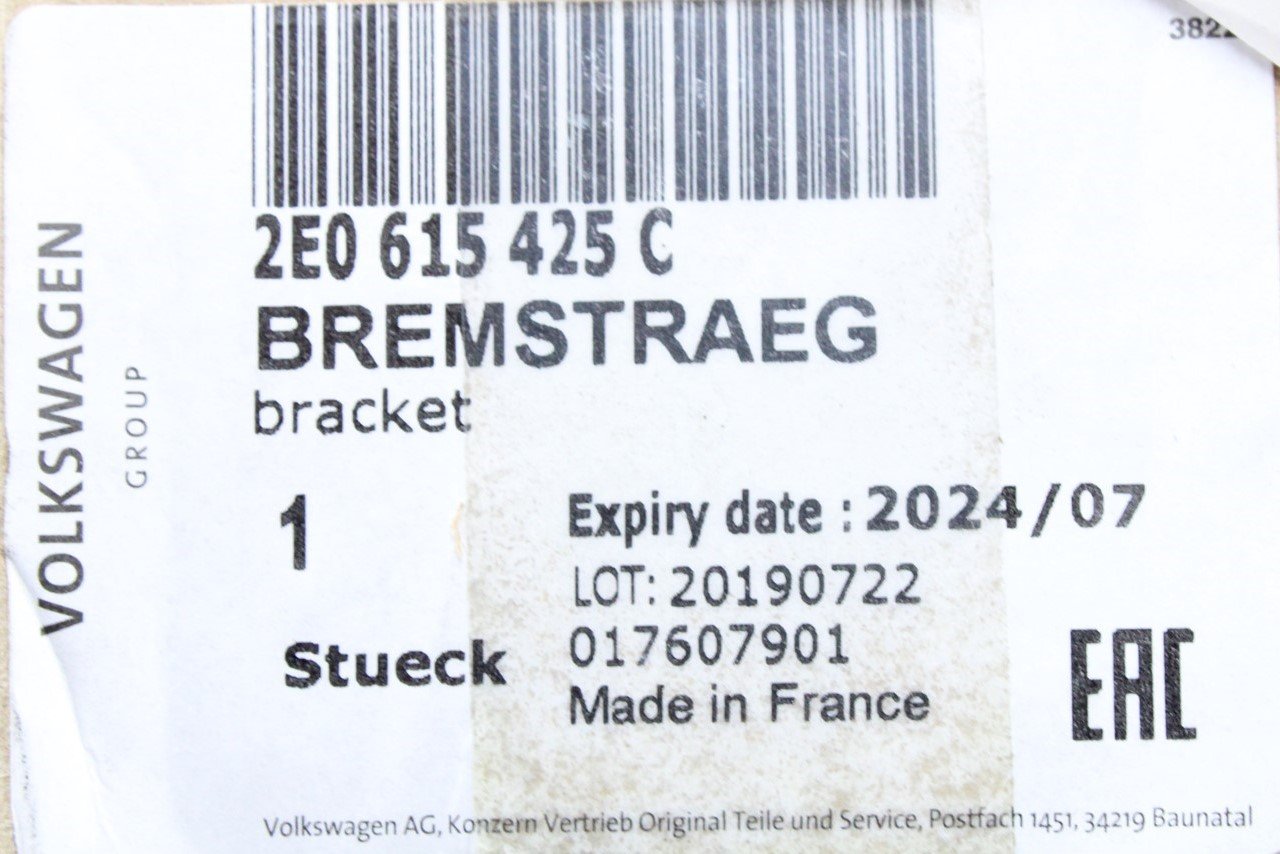 2E0 615 425 C
BREMSTRAEG
bracket
1
Stueck
Expiry date : 2024/07
LOT: 20190722
017607901
Made in France
EAC
VOLKSWAGEN
GROUP
Volkswagen AG, Konzern Vertrieb Original Teile und Service, Postfach 1451, 34219 Baunatal